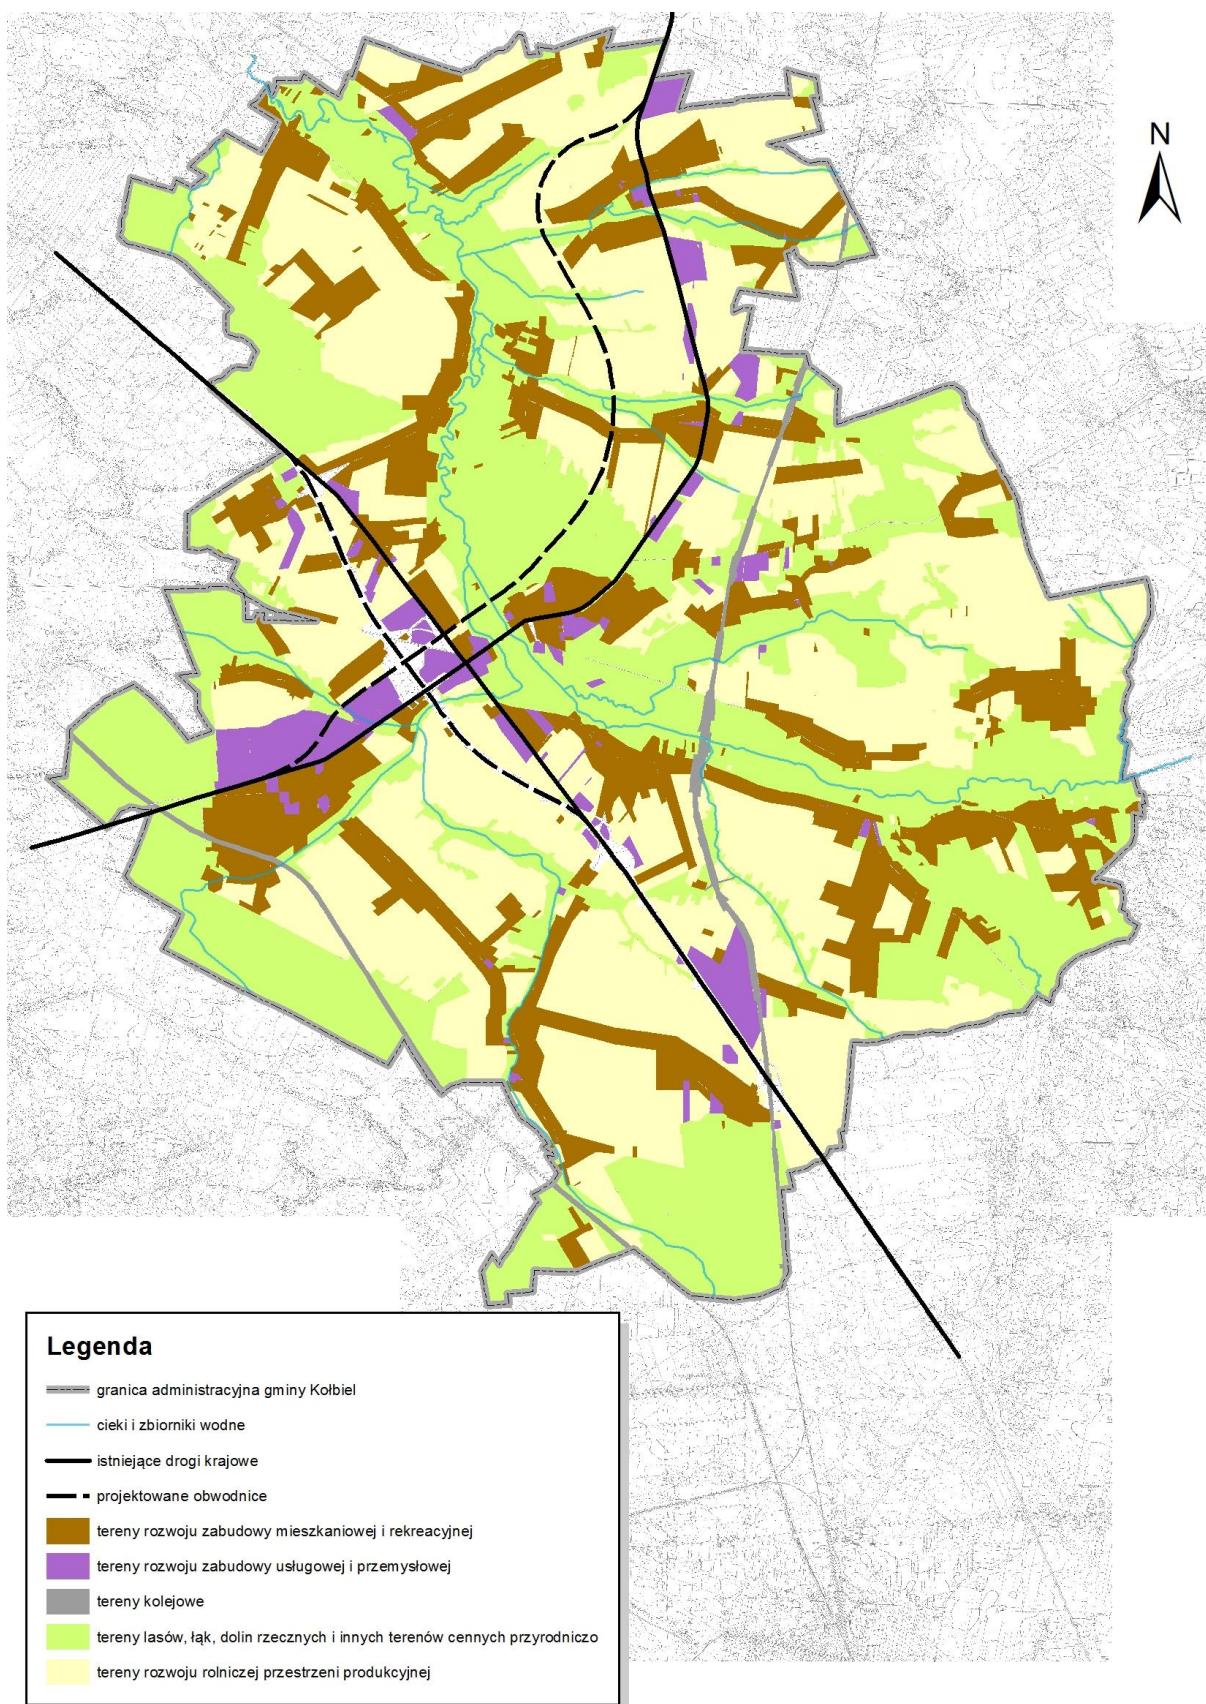 N
Legenda
granica administracyjna gminy Kołbiel
cieki i zbiorniki wodne
istniejące drogi krajowe
projektowane obwodnice
tereny rozwoju zabudowy mieszkaniowej i rekreacyjnej
tereny rozwoju zabudowy usługowej i przemysłowej
tereny kolejowe
tereny lasów, łąk, dolin rzecznych i innych terenów cennych przyrodniczo
tereny rozwoju rolniczej przestrzeni produkcyjnej